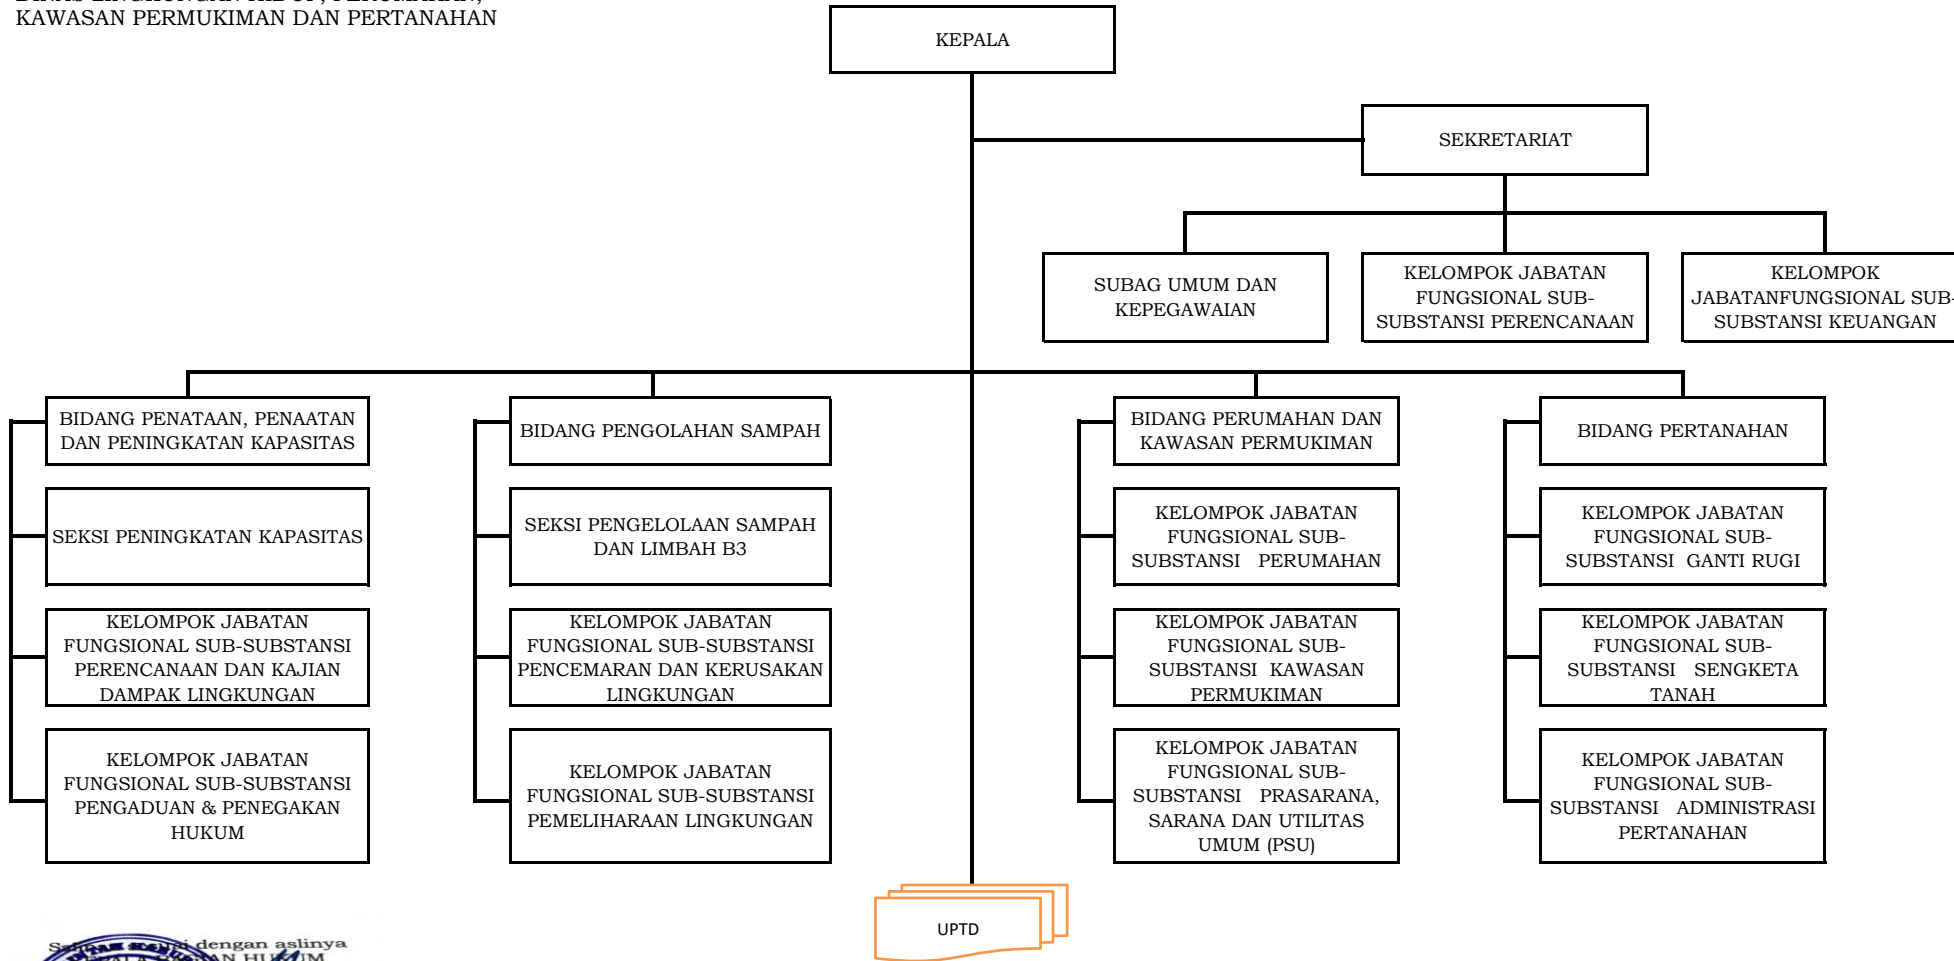 KAWASAN PERMUKIMAN DAN PERTANAHAN
KEPALA
SEKRETARIAT
SUBAG UMUM DAN
KEPEGAWAIAN
KELOMPOK JABATAN
FUNGSIONAL SUB-
SUBSTANSI PERENCANAAN
KELOMPOK
JABATANFUNGSIONAL SUB-
SUBSTANSI KEUANGAN
BIDANG PENATAAN, PENAATAN
DAN PENINGKATAN KAPASITAS
SEKSI PENINGKATAN KAPASITAS
KELOMPOK JABATAN
FUNGSIONAL SUB-SUBSTANSI
PERENCANAAN DAN KAJIAN
DAMPAK LINGKUNGAN
KELOMPOK JABATAN
FUNGSIONAL SUB-SUBSTANSI
PENGADUAN & PENEGAKAN
HUKUM
BIDANG PENGOLAHAN SAMPAH
SEKSI PENGELOLAAN SAMPAH
DAN LIMBAH B3
KELOMPOK JABATAN
FUNGSIONAL SUB-SUBSTANSI
PENCEMARAN DAN KERUSAKAN
LINGKUNGAN
KELOMPOK JABATAN
FUNGSIONAL SUB-SUBSTANSI
PEMELIHARAAN LINGKUNGAN
BIDANG PERUMAHAN DAN
KAWASAN PERMUKIMAN
KELOMPOK JABATAN
FUNGSIONAL SUB-
SUBSTANSI PERUMAHAN
KELOMPOK JABATAN
FUNGSIONAL SUB-
SUBSTANSI KAWASAN
PERMUKIMAN
KELOMPOK JABATAN
FUNGSIONAL SUB-
SUBSTANSI PRASARANA,
SARANA DAN UTILITAS
UMUM (PSU)
BIDANG PERTANAHAN
KELOMPOK JABATAN
FUNGSIONAL SUB-
SUBSTANSI GANTI RUGI
KELOMPOK JABATAN
FUNGSIONAL SUB-
SUBSTANSI SENGKETA
TANAH
KELOMPOK JABATAN
FUNGSIONAL SUB-
SUBSTANSI ADMINISTRASI
PERTANAHAN
UPTD
dengan aslinya